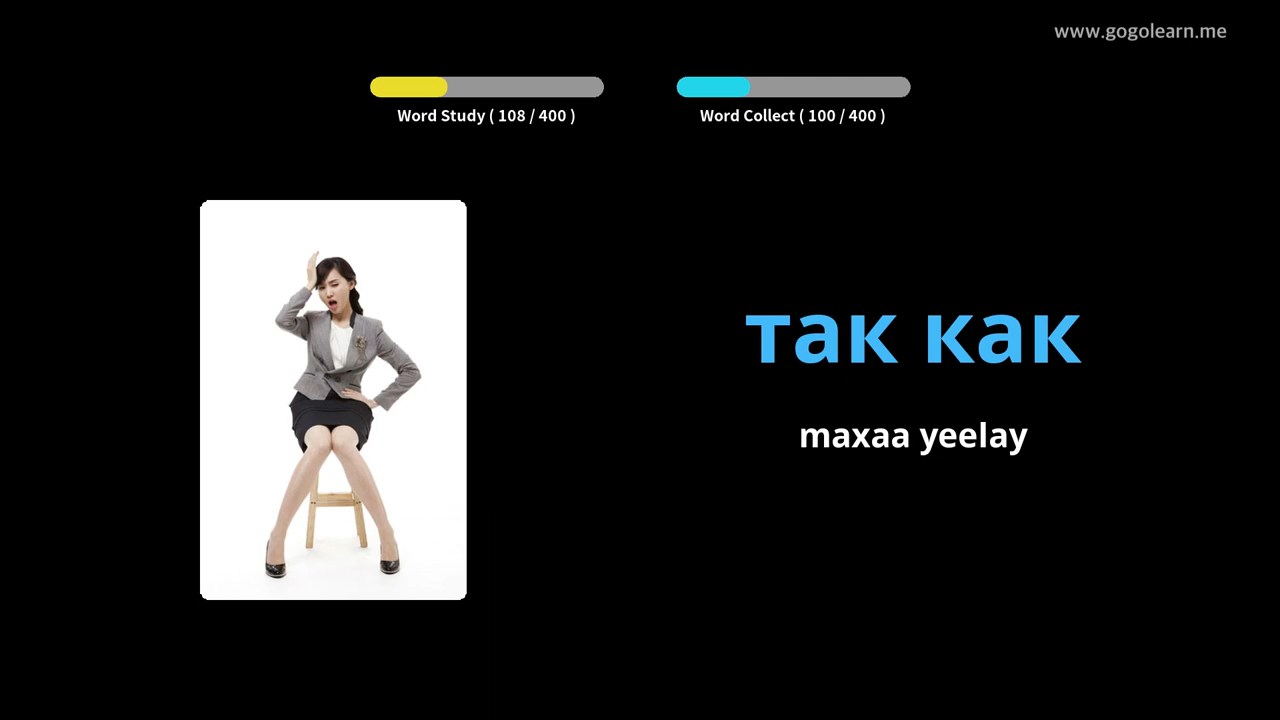 www.gogolearn.me
Word Study ( 108 / 400 )
Word Collect ( 100 / 400 )
так как
maxaa yeelay